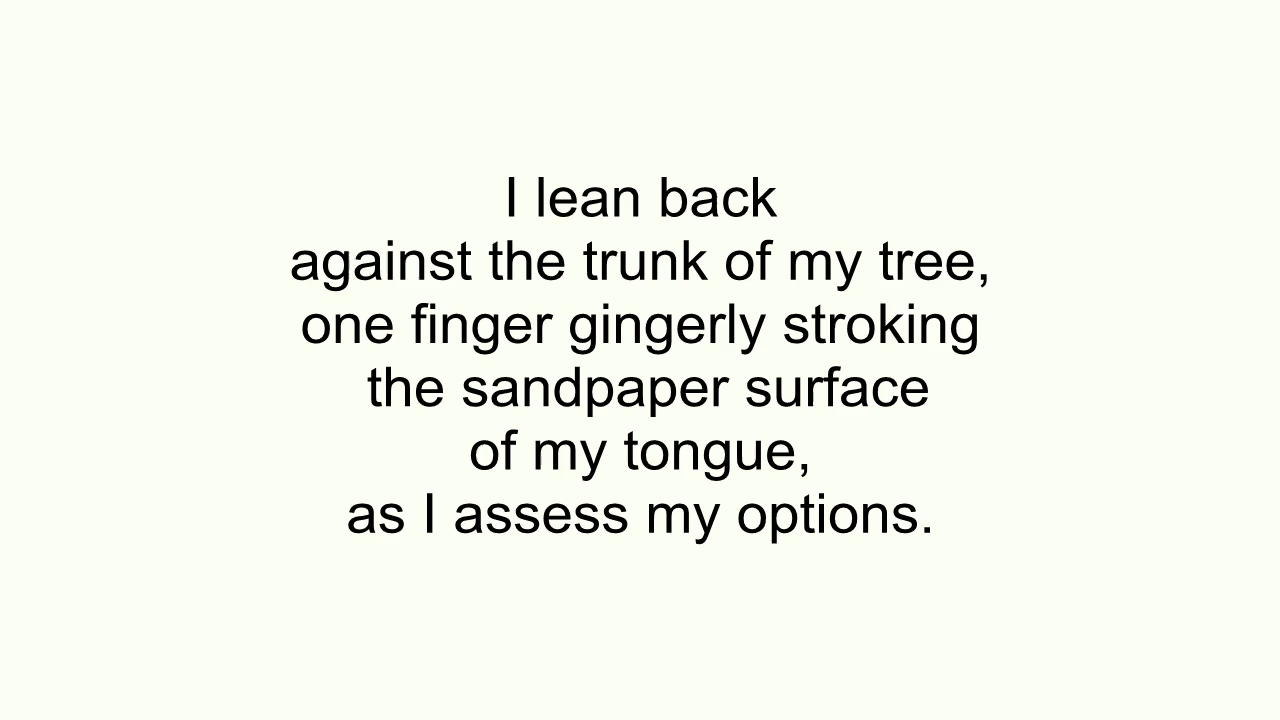 I lean back
against the trunk of my tree,
one finger gingerly stroking
the sandpaper surface
of my tongue,
as I assess my options.